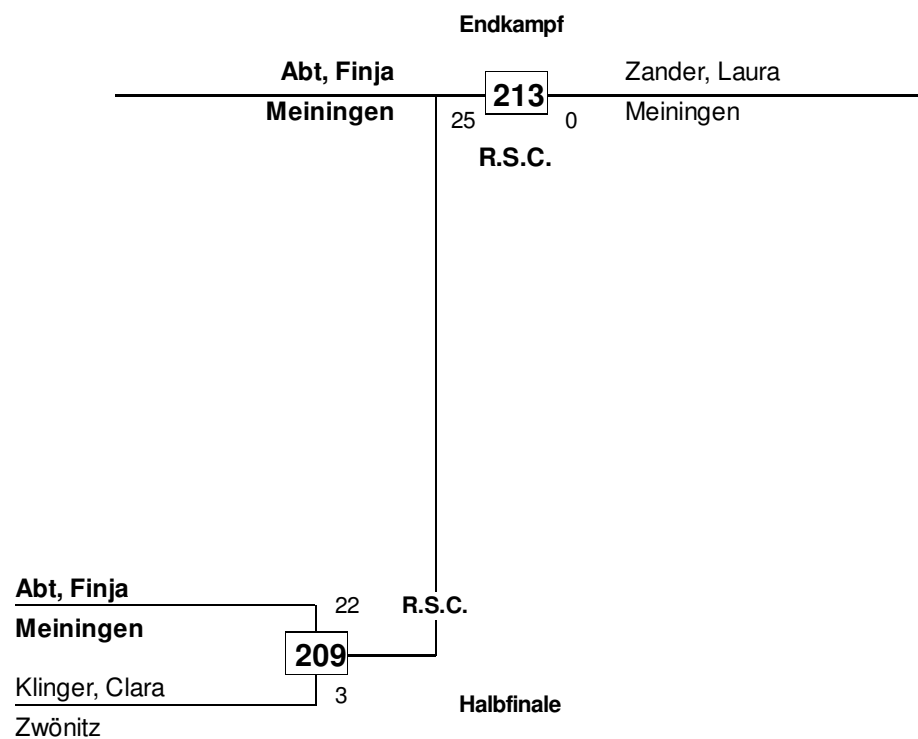 Endkampf
Abt, Finja
Meiningen
25
213
0
R.S.C.
Zander, Laura
Meiningen
Abt, Finja
Meiningen
22
R.S.C.
209
Klinger, Clara
Zwönitz
3
Halbfinale